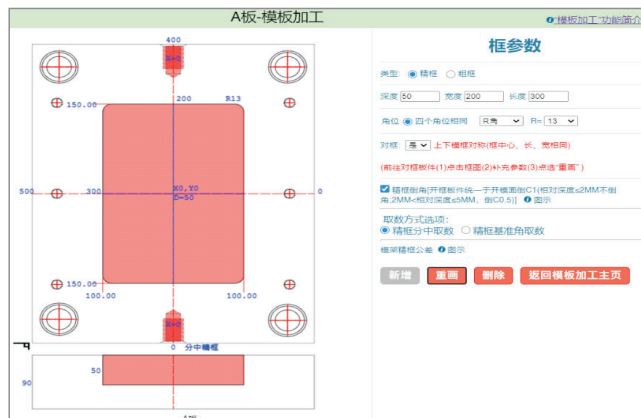 A板-模板加工
"模板加工"功能简介
400
R=0
150.00
200
R13
500
300
X0,Y0
D=50
0
150.00
100.00
100.00
R=0
0
分中精框
50
90
框参数
类型: 精框 粗框
深度 50 宽度 200 长度 300
角位 四个角位相同 R角 R= 13
对框: 是 上下模框对称(框中心、长、宽相同)
(前往对框板件(1)点击框图(2)补充参数(3)点选"重画")
精框倒角[开框板件统一于开模面倒C1(相对深度≤2MM不倒
角,2MM<相对深度≤5MM, 倒C0.5)] 图示
取数方式选项:
精框分中取数 精框基准角取数
框架精框公差 图示
新增 重画 删除 返回模板加工主页